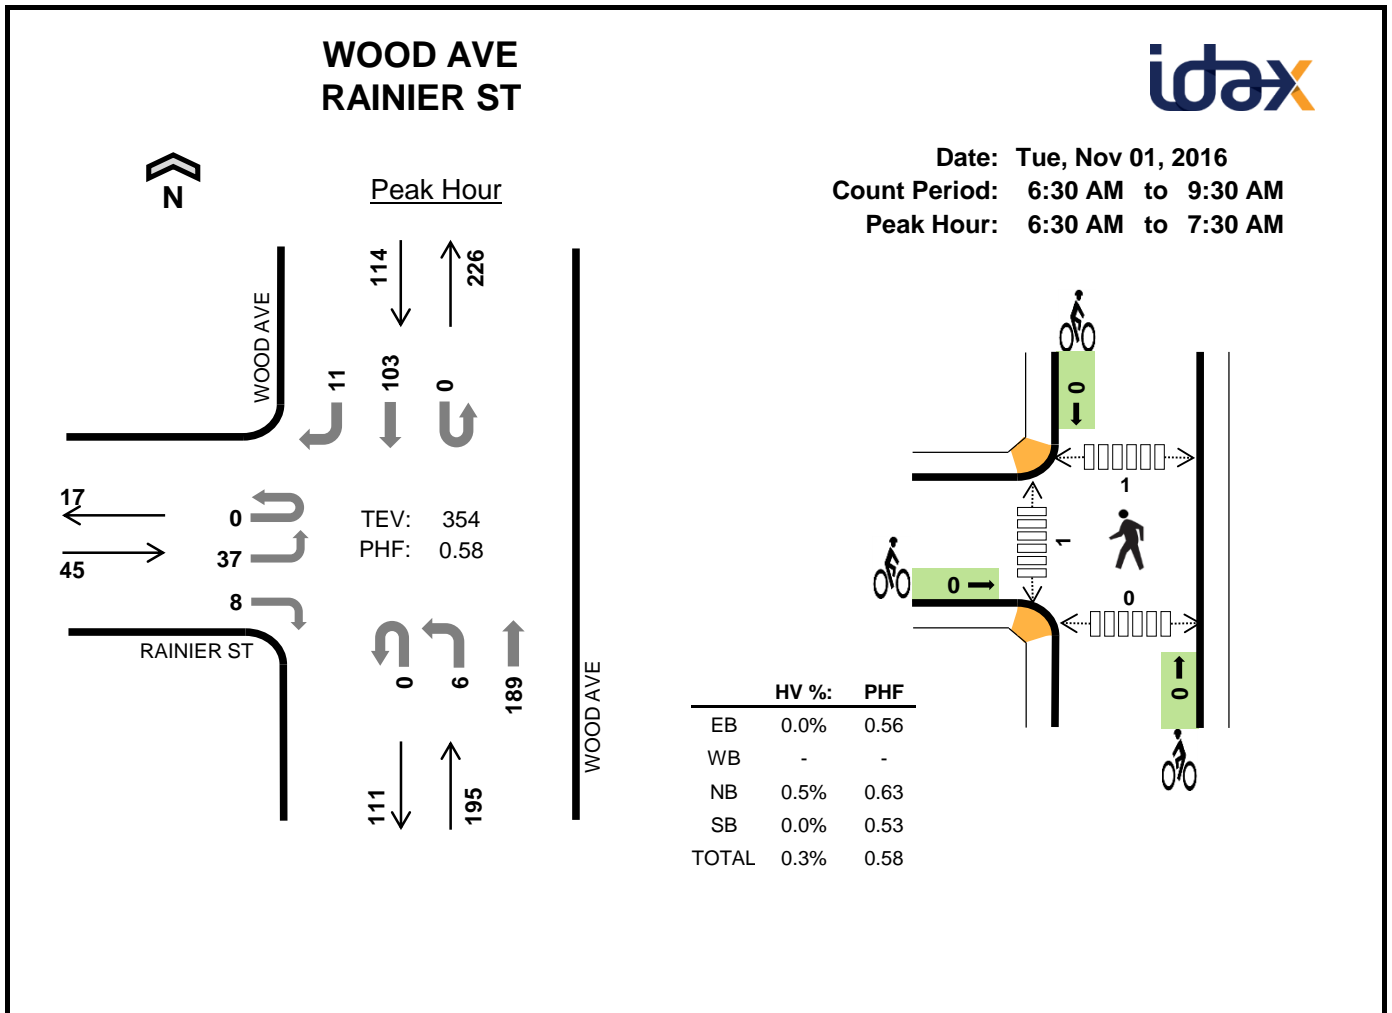 WOOD AVE
RAINIER ST
idax
Date: Tue, Nov 01, 2016
Count Period: 6:30 AM to 9:30 AM
Peak Hour: 6:30 AM to 7:30 AM
N
Peak Hour
114
226
WOOD AVE
11
103
0
17
45
0
37
8
TEV: 354
PHF: 0.58
RAINIER ST
0
6
189
WOOD AVE
111
195
0
1
1
0
0
0
HV %: PHF
EB 0.0% 0.56
WB - -
NB 0.5% 0.63
SB 0.0% 0.53
TOTAL 0.3% 0.58